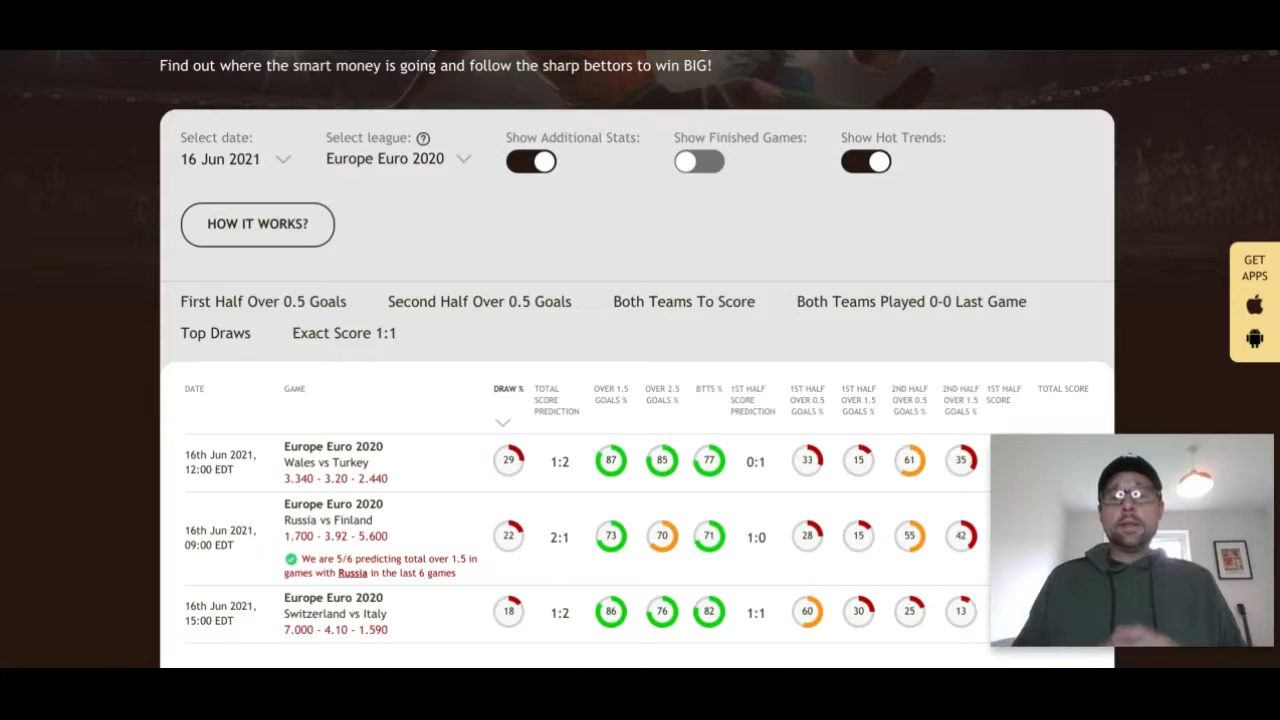 Find out where the smart money is going and follow the sharp bettors to win BIG!
Select date:
16 Jun 2021
Select league: ?
Europe Euro 2020
Show Additional Stats:
Show Finished Games:
Show Hot Trends:
HOW IT WORKS?
GET
APPS
First Half Over 0.5 Goals
Second Half Over 0.5 Goals
Both Teams To Score
Both Teams Played 0-0 Last Game
Top Draws
Exact Score 1:1
DATE
GAME
DRAW %
TOTAL
SCORE
PREDICTION
OVER 1.5
GOALS %
OVER 2.5
GOALS %
BTTS %
1ST HALF
SCORE
PREDICTION
1ST HALF
OVER 0.5
GOALS %
1ST HALF
OVER 1.5
GOALS %
2ND HALF
OVER 0.5
GOALS %
2ND HALF
OVER 1.5
GOALS %
1ST HALF
SCORE
TOTAL SCORE
16th Jun 2021,
12:00 EDT
Europe Euro 2020
Wales vs Turkey
3.340 - 3.20 - 2.440
29
1:2
87
85
77
0:1
33
15
61
35
16th Jun 2021,
09:00 EDT
Europe Euro 2020
Russia vs Finland
1.700 - 3.92 - 5.600
We are 5/6 predicting total over 1.5 in
games with Russia in the last 6 games
22
2:1
73
70
71
1:0
28
15
55
42
16th Jun 2021,
15:00 EDT
Europe Euro 2020
Switzerland vs Italy
7.000 - 4.10 - 1.590
18
1:2
86
76
82
1:1
60
30
25
13